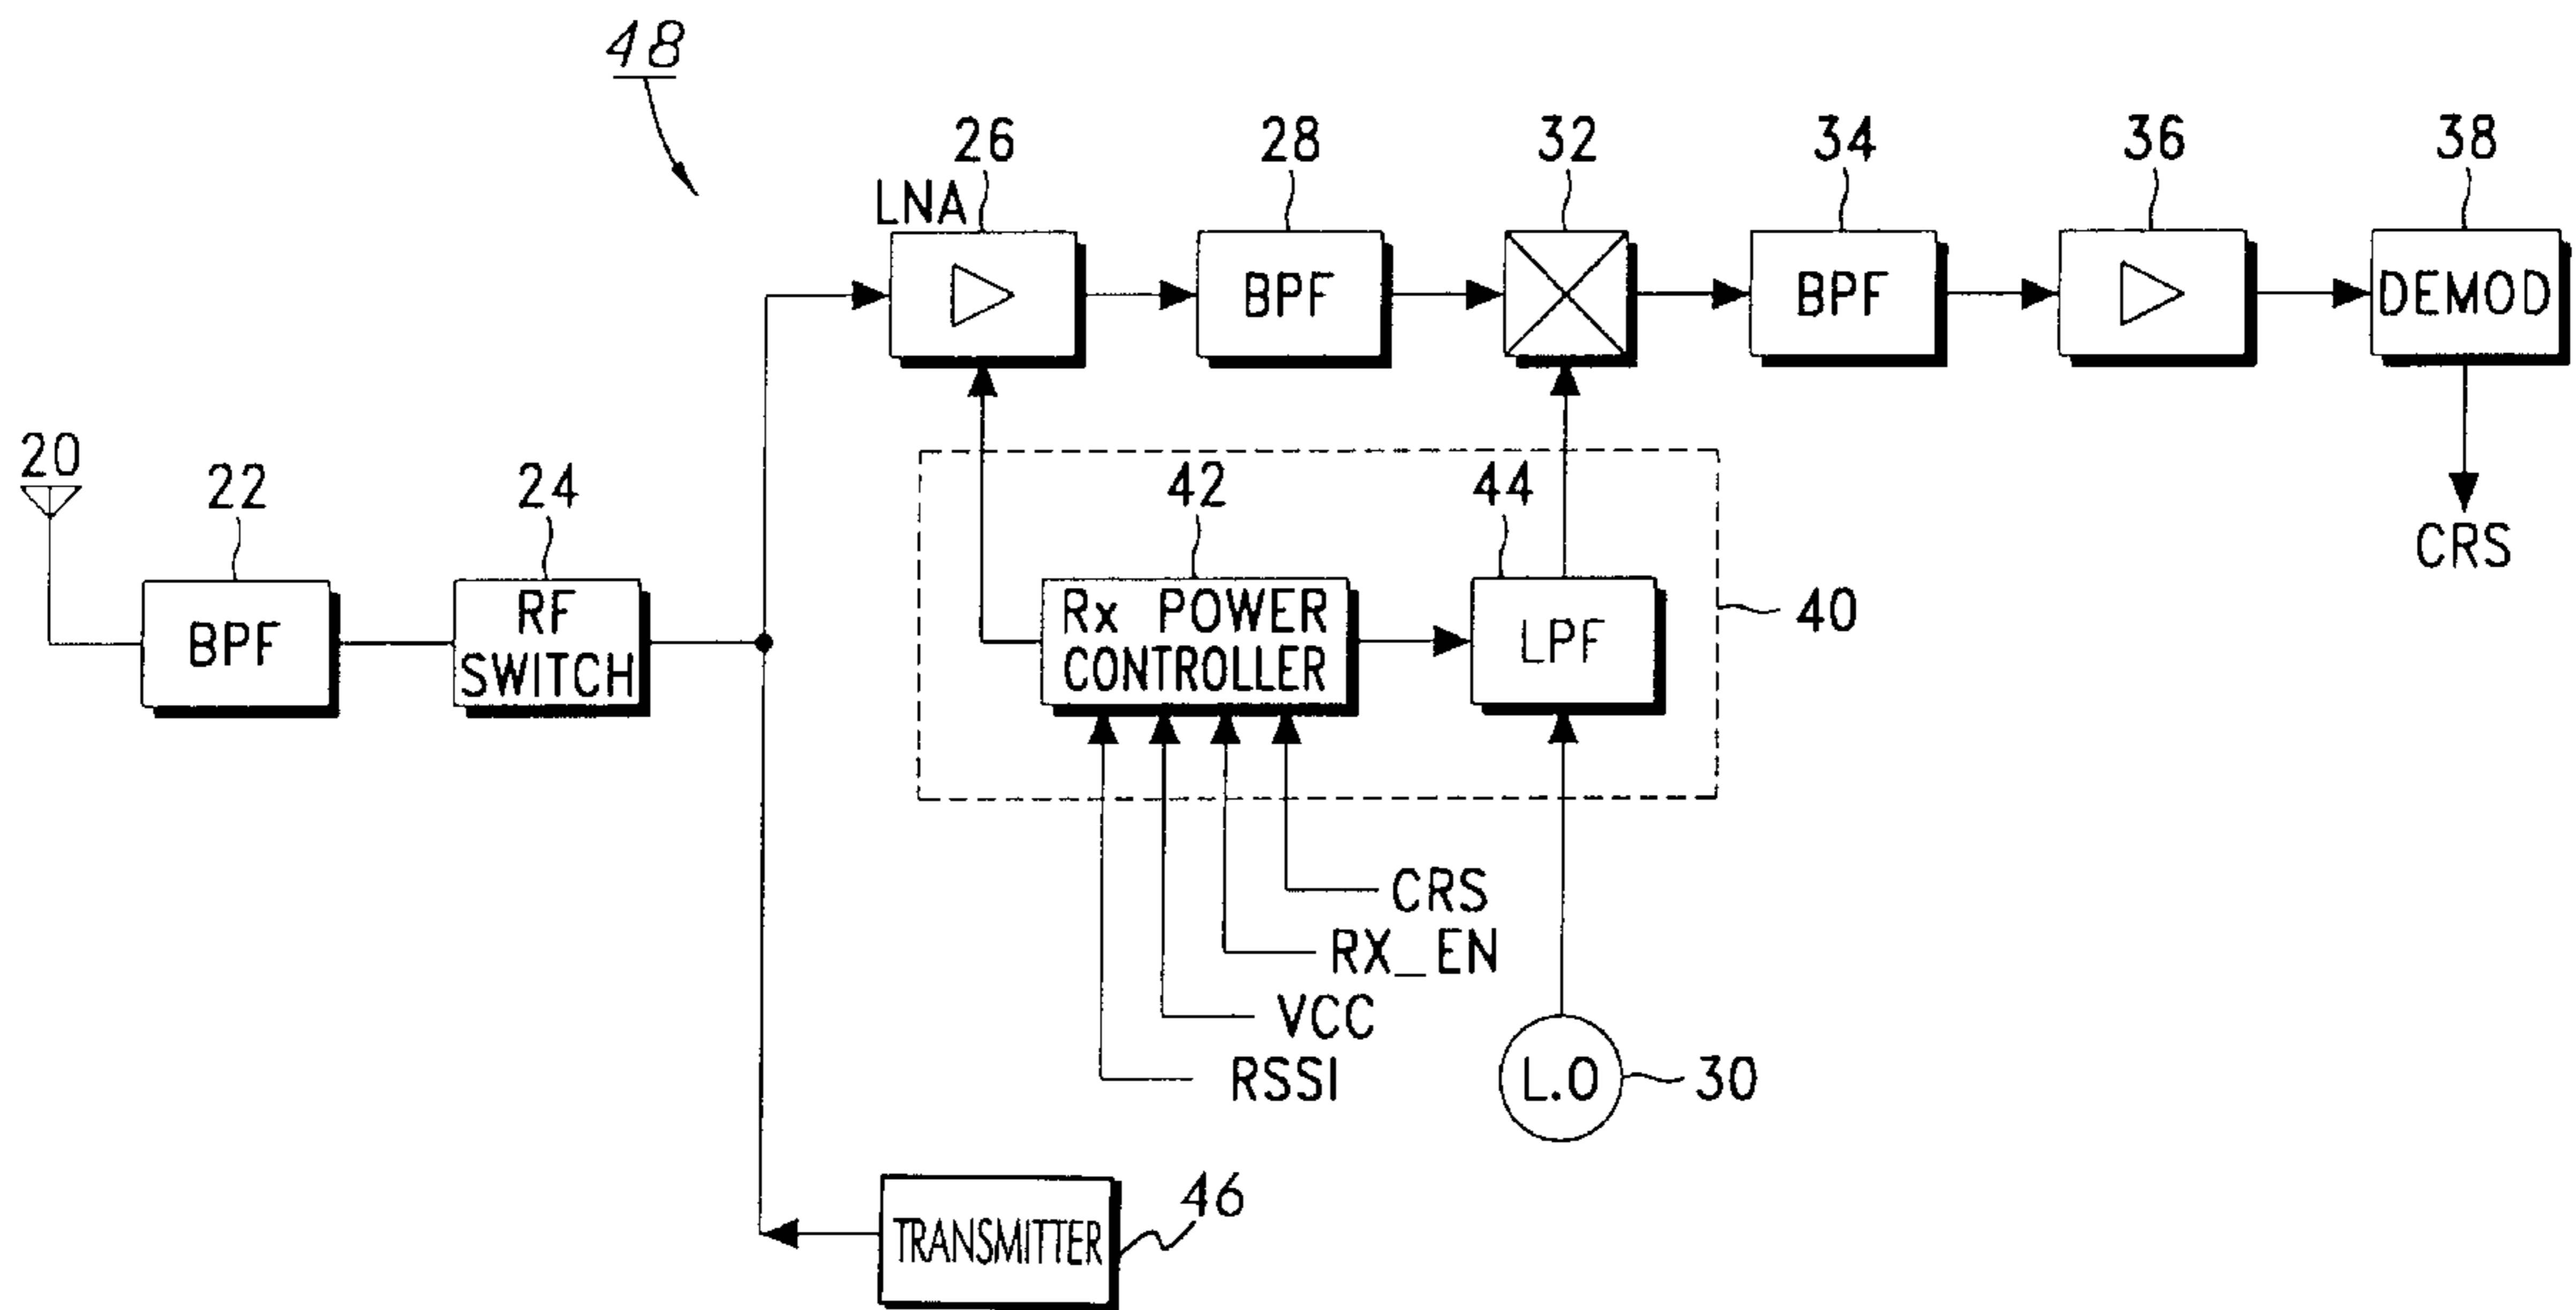 48
26
28
32
34
36
38
LNA
BPF
BPF
DEMOD
20
22
24
42
44
CRS
BPF
RF
SWITCH
Rx POWER
CONTROLLER
LPF
40
CRS
RX_EN
VCC
RSSI
L.O
30
TRANSMITTER
46